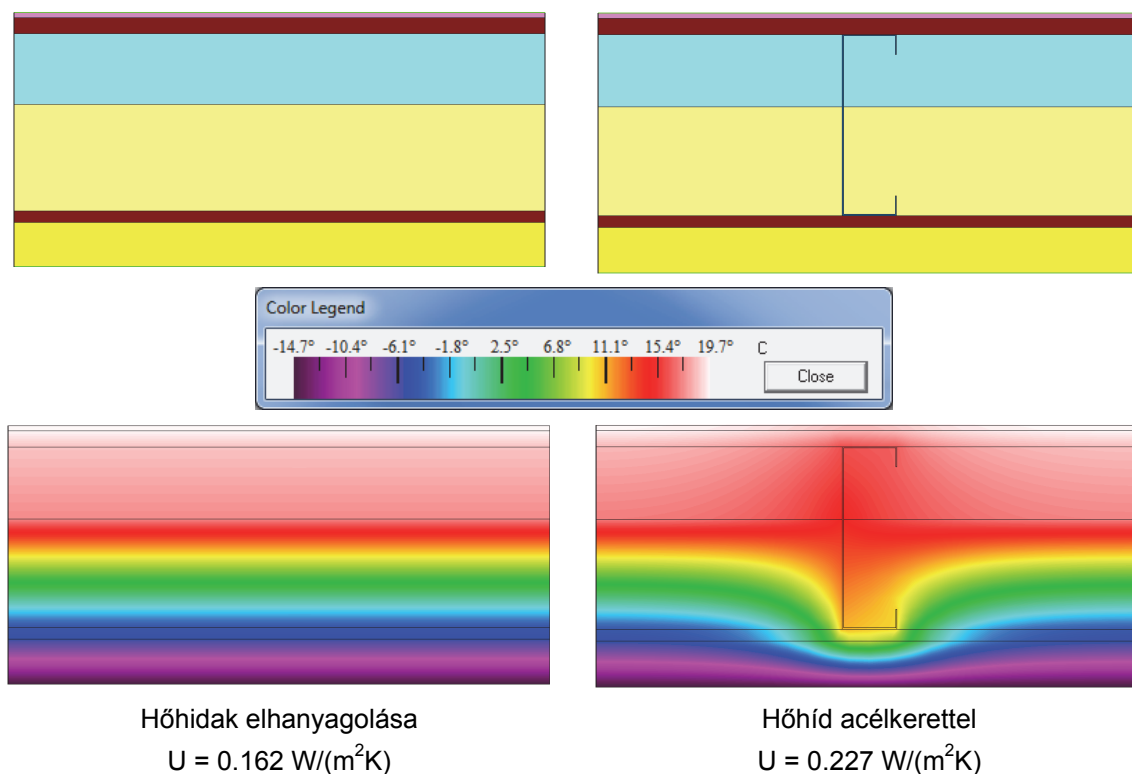 Color Legend
-14.7° -10.4° -6.1° -1.8° 2.5° 6.8° 11.1° 15.4° 19.7° C
Close
Hőhidak elhanyagolása
U = 0.162 W/(m²K)
Hőhíd acélkerettel
U = 0.227 W/(m²K)